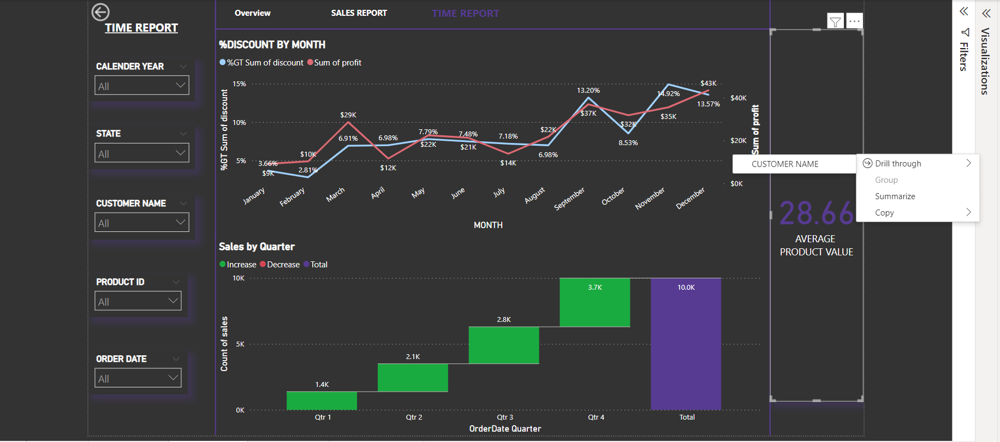 TIME REPORT
CALENDER YEAR
All
STATE
All
CUSTOMER NAME
All
PRODUCT ID
All
ORDER DATE
All
Overview
SALES REPORT
TIME REPORT
%DISCOUNT BY MONTH
%GT Sum of discount
Sum of profit
%GT Sum of discount
15%
10%
5%
3.66%
2.81%
6.91%
6.98%
7.79%
7.48%
7.18%
6.98%
13.20%
8.53%
14.92%
13.57%
$9K
$10K
$29K
$12K
$22K
$21K
$14K
$22K
$37K
$32K
$35K
$43K
$40K
$20K
$0K
Sum of profit
January
February
March
April
May
June
July
August
September
October
November
December
MONTH
Sales by Quarter
Increase
Decrease
Total
Count of sales
10K
5K
0K
1.4K
2.1K
2.8K
3.7K
10.0K
Qtr 1
Qtr 2
Qtr 3
Qtr 4
Total
OrderDate Quarter
28.66
AVERAGE
PRODUCT VALUE
CUSTOMER NAME
Drill through
Group
Summarize
Copy
Filters
Visualizations